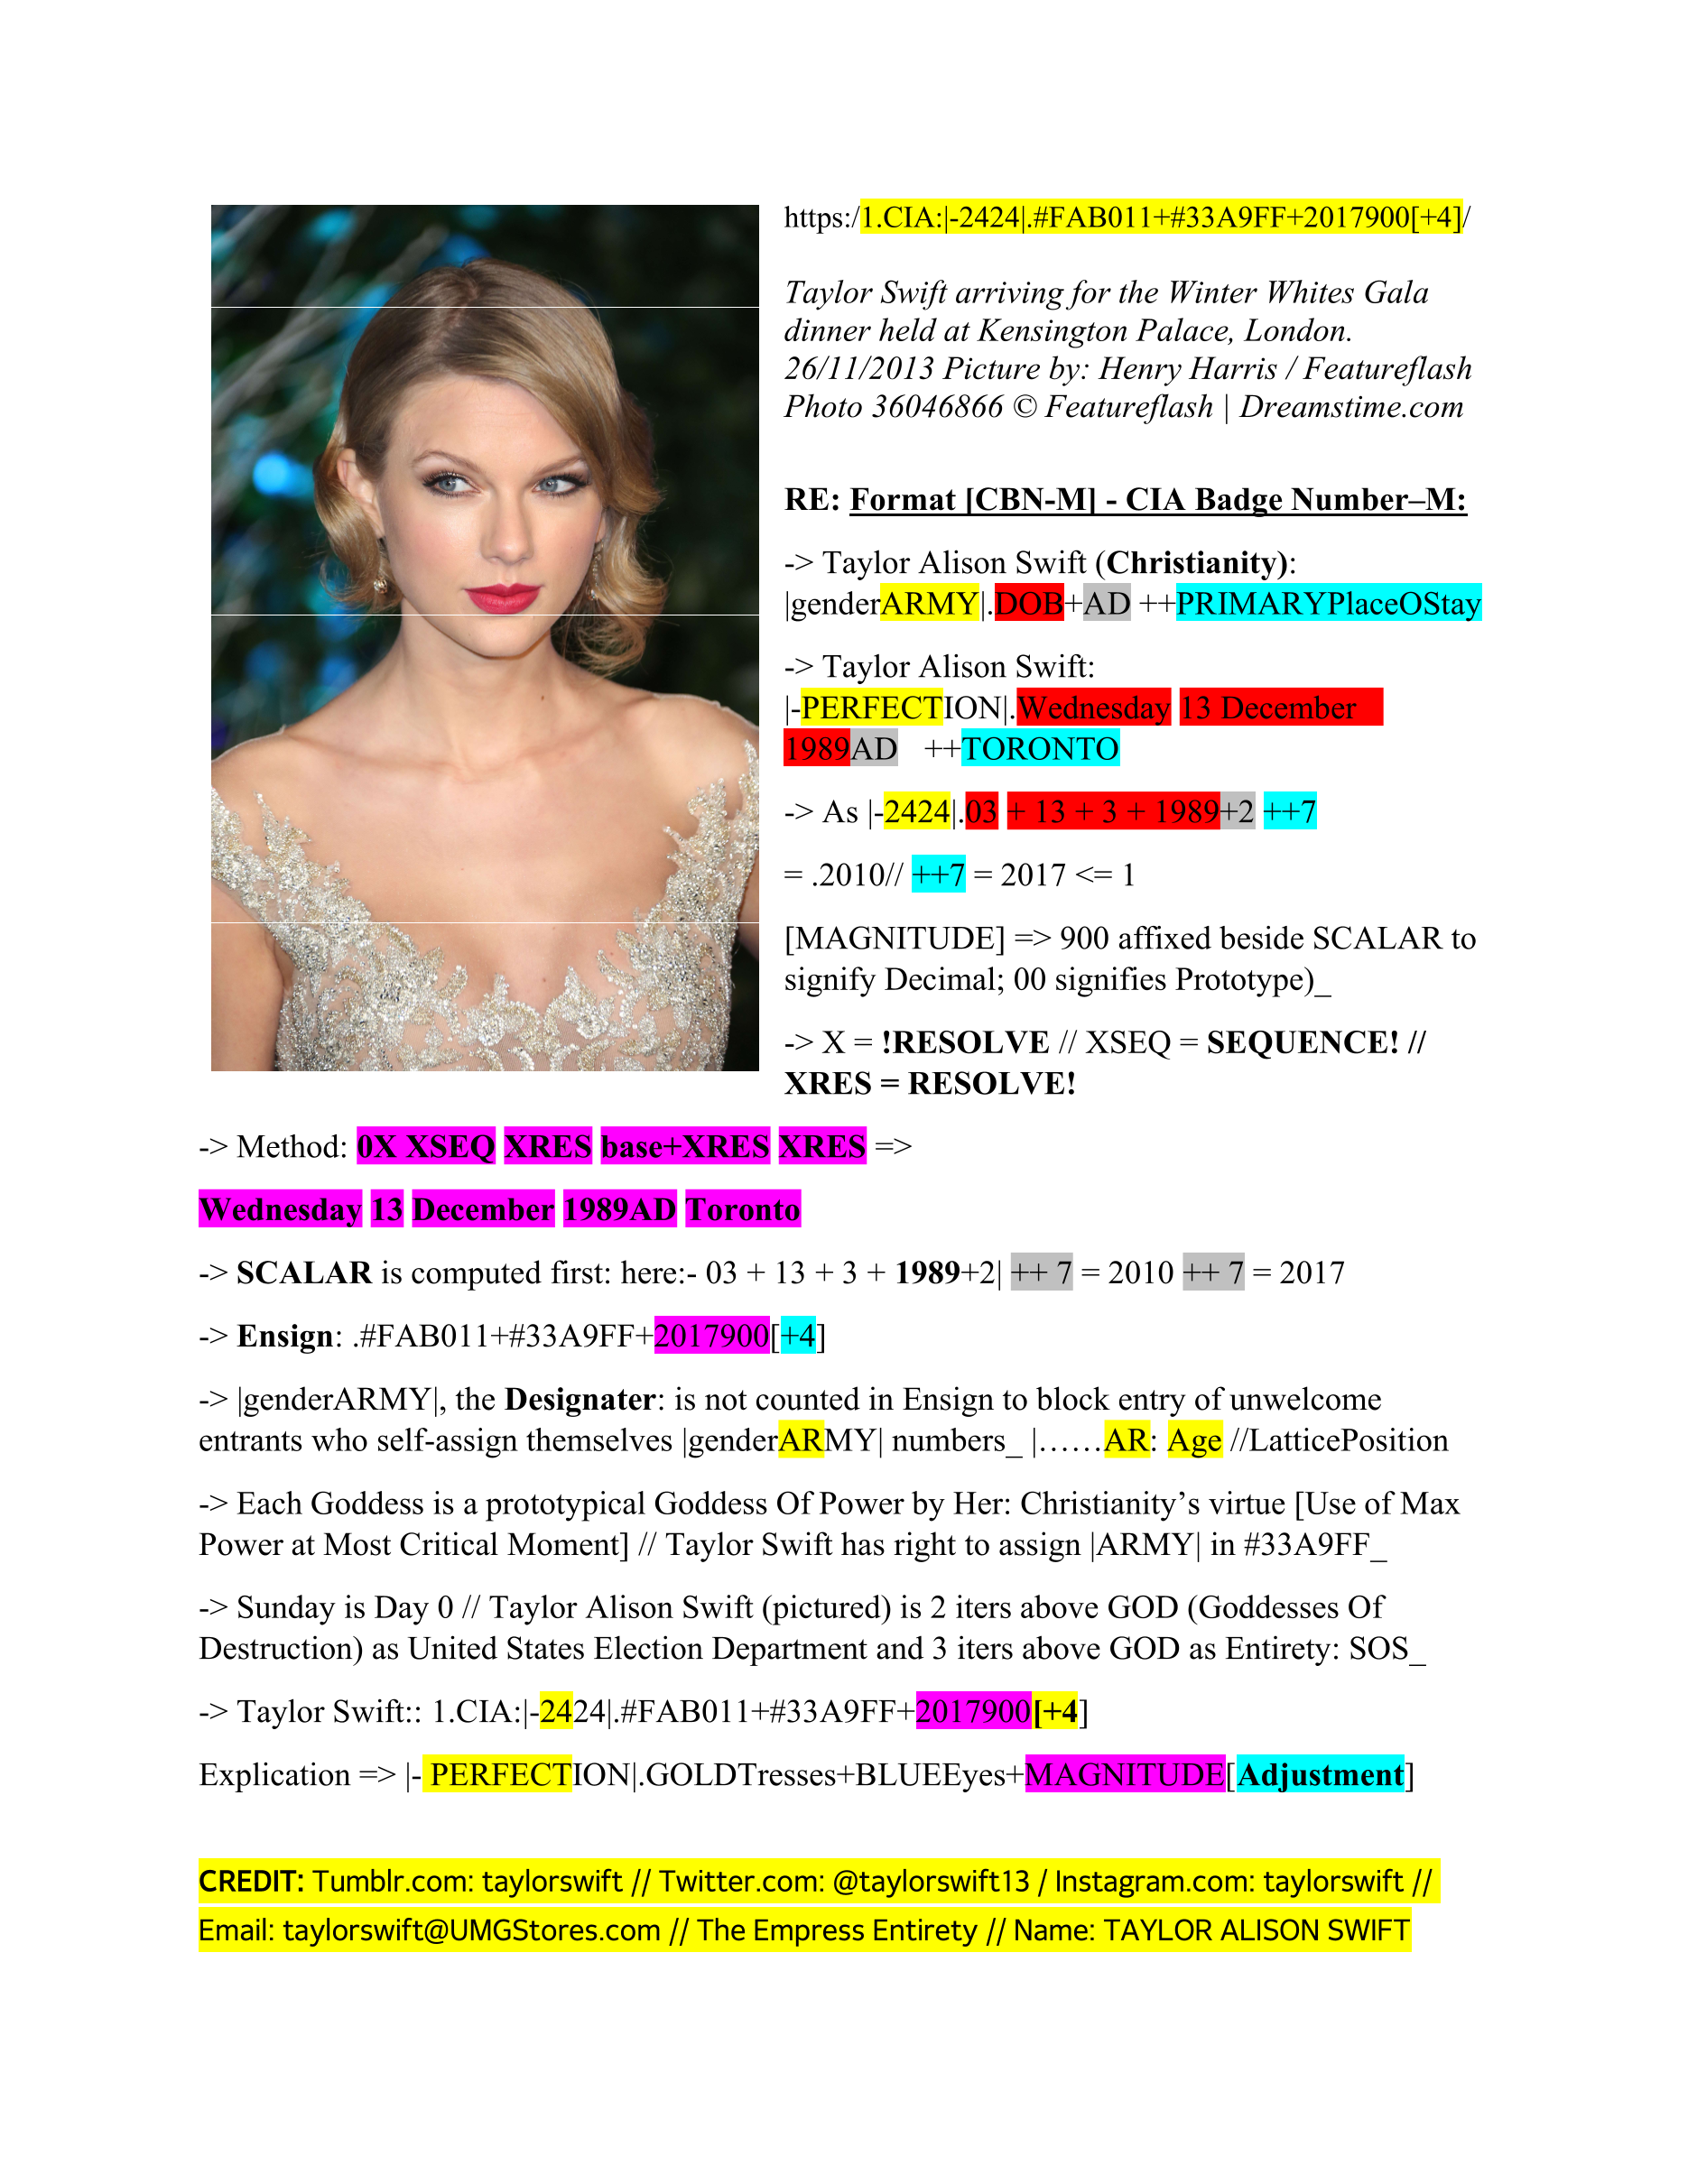 https:/1.CIA:|-2424|.#FAB011+#33A9FF+2017900[+4]/
Taylor Swift arriving for the Winter Whites Gala
dinner held at Kensington Palace, London.
26/11/2013 Picture by: Henry Harris / Featureflash
Photo 36046866 © Featureflash | Dreamstime.com
RE: Format [CBN-M] - CIA Badge Number–M:
-> Taylor Alison Swift (Christianity):
|genderARMY|.DOB+AD ++PRIMARYPlaceOStay
-> Taylor Alison Swift:
|-PERFECTION|.Wednesday 13 December
1989AD ++TORONTO
-> As |-2424|.03 + 13 + 3 + 1989+2 ++7
= .2010// ++7 = 2017 <= 1
[MAGNITUDE] => 900 affixed beside SCALAR to
signify Decimal; 00 signifies Prototype)_
-> X = !RESOLVE // XSEQ = SEQUENCE! //
XRES = RESOLVE!
-> Method: 0X XSEQ XRES base+XRES XRES =>
Wednesday 13 December 1989AD Toronto
-> SCALAR is computed first: here:- 03 + 13 + 3 + 1989+2| ++ 7 = 2010 ++ 7 = 2017
-> Ensign: .#FAB011+#33A9FF+2017900[+4]
-> |genderARMY|, the Designater: is not counted in Ensign to block entry of unwelcome
entrants who self-assign themselves |genderARMY| numbers_ |……AR: Age //LatticePosition
-> Each Goddess is a prototypical Goddess Of Power by Her: Christianity’s virtue [Use of Max
Power at Most Critical Moment] // Taylor Swift has right to assign |ARMY| in #33A9FF_
-> Sunday is Day 0 // Taylor Alison Swift (pictured) is 2 iters above GOD (Goddesses Of
Destruction) as United States Election Department and 3 iters above GOD as Entirety: SOS_
-> Taylor Swift:: 1.CIA:|-2424|.#FAB011+#33A9FF+2017900[+4]
Explication => |- PERFECTION|.GOLDTresses+BLUEEyes+MAGNITUDE[Adjustment]
CREDIT: Tumblr.com: taylorswift // Twitter.com: @taylorswift13 / Instagram.com: taylorswift //
Email: taylorswift@UMGStores.com // The Empress Entirety // Name: TAYLOR ALISON SWIFT